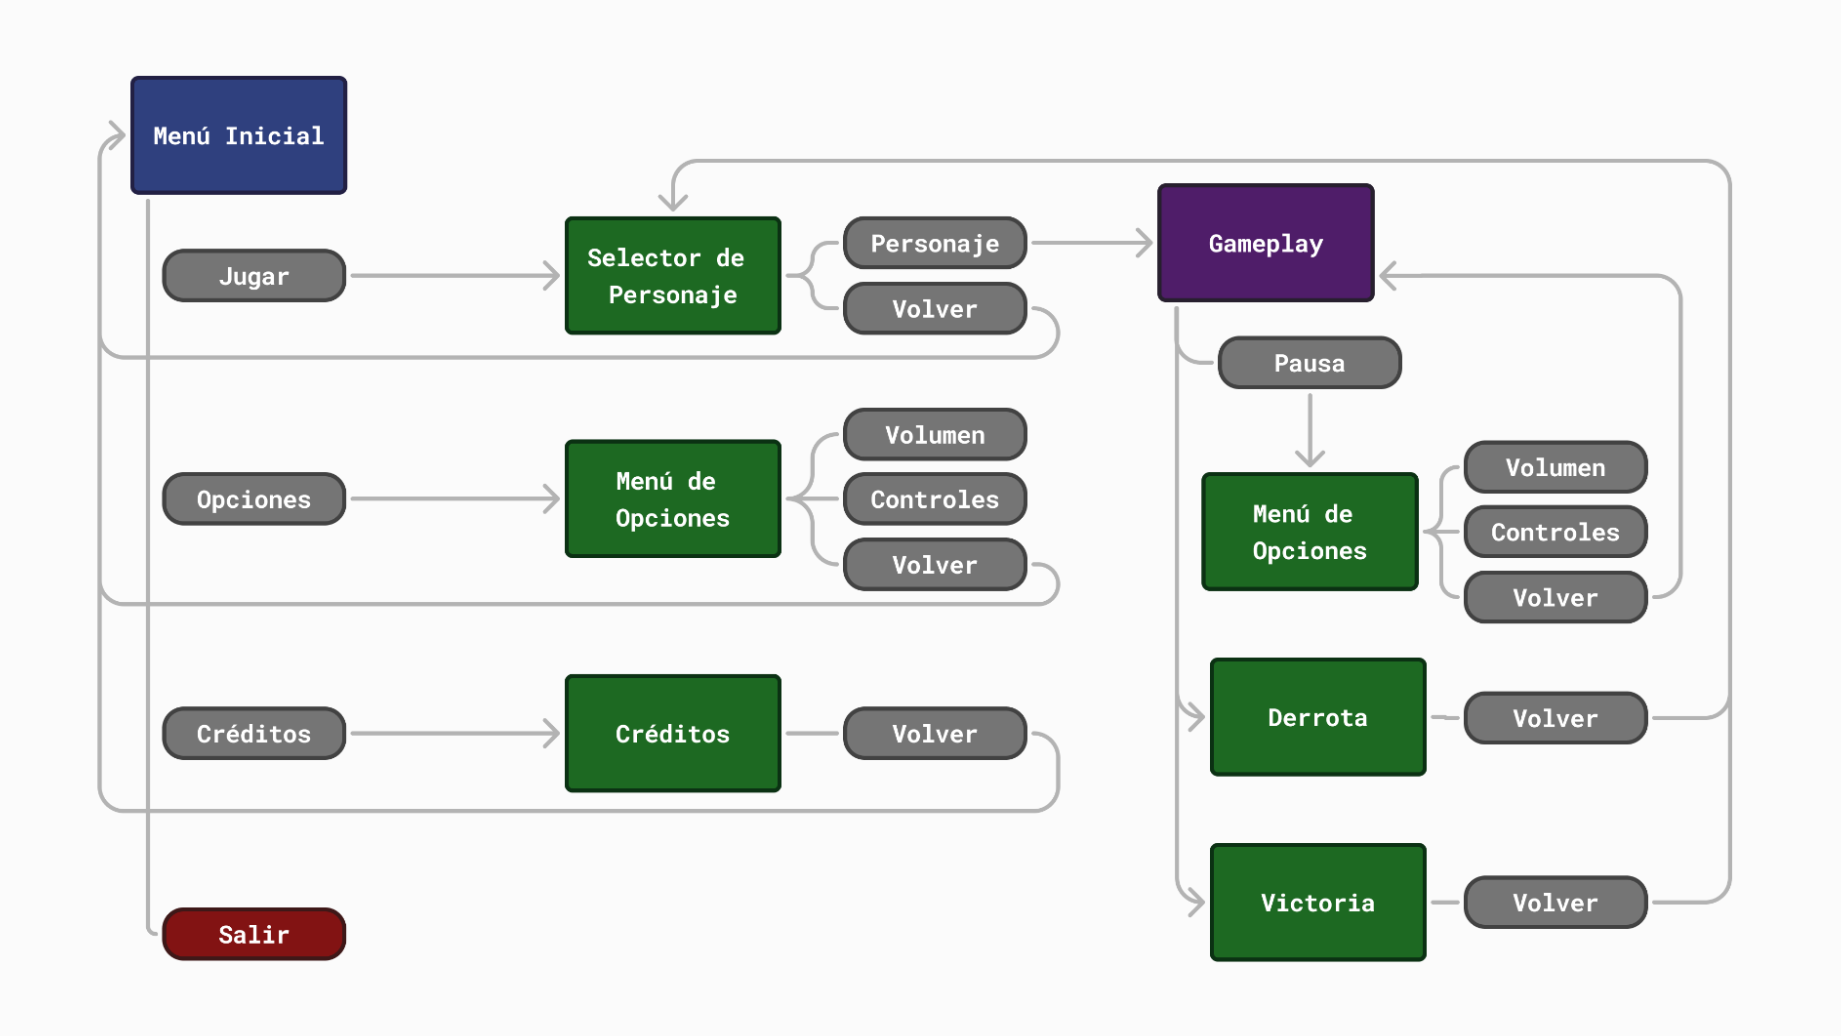 Menú Inicial
Jugar
Selector de
Personaje
Personaje
Volver
Gameplay
Pausa
Opciones
Menú de
Opciones
Volumen
Controles
Volver
Menú de
Opciones
Volumen
Controles
Volver
Créditos
Créditos
Volver
Derrota
Volver
Victoria
Volver
Salir